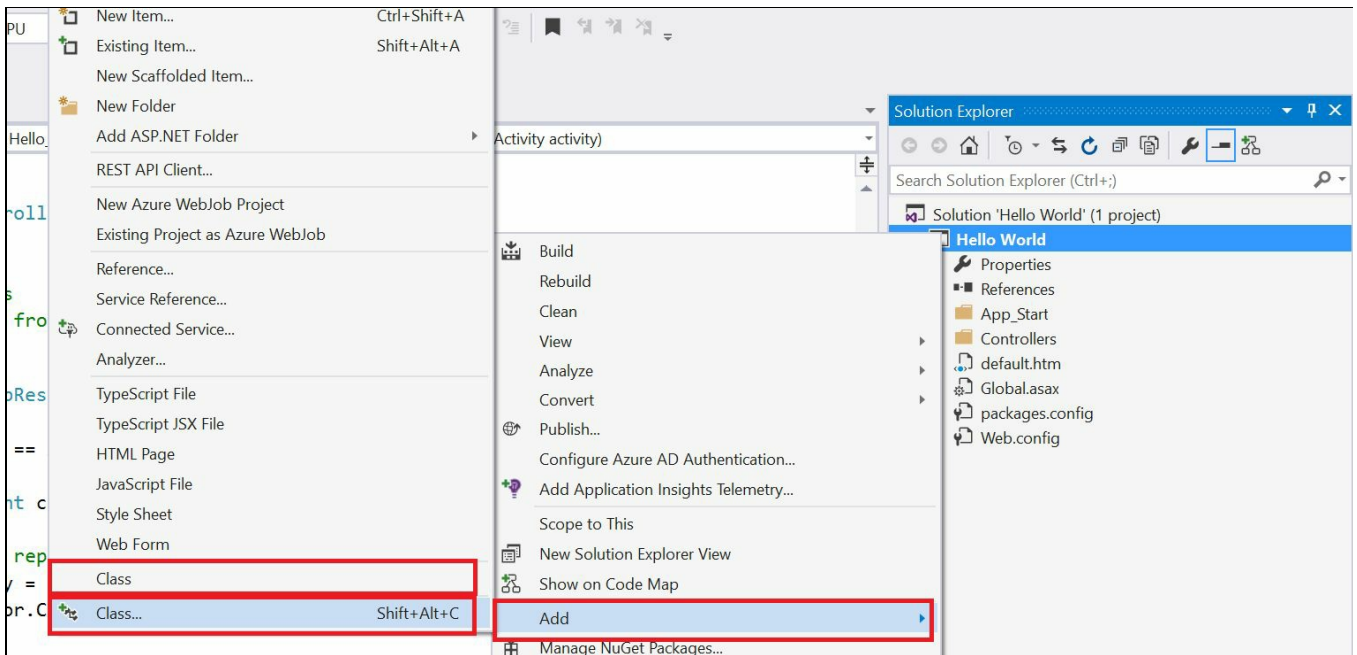 New Item... Ctrl+Shift+A
PU
Existing Item... Shift+Alt+A
New Scaffolded Item...
New Folder
Add ASP.NET Folder
Hello_
Activity activity)
REST API Client...
New Azure WebJob Project
Existing Project as Azure WebJob
Reference...
Service Reference...
fro
Connected Service...
Analyzer...
TypeScript File
TypeScript JSX File
==
HTML Page
JavaScript File
Style Sheet
Web Form
rep
Class
Class... Shift+Alt+C
Build
Rebuild
Clean
View
Analyze
Convert
Publish...
Configure Azure AD Authentication...
Add Application Insights Telemetry...
Scope to This
New Solution Explorer View
Show on Code Map
Add
Manage NuGet Packages...
Solution Explorer
Search Solution Explorer (Ctrl+;)
Solution 'Hello World' (1 project)
Hello World
Properties
References
App_Start
Controllers
default.htm
Global.asax
packages.config
Web.config